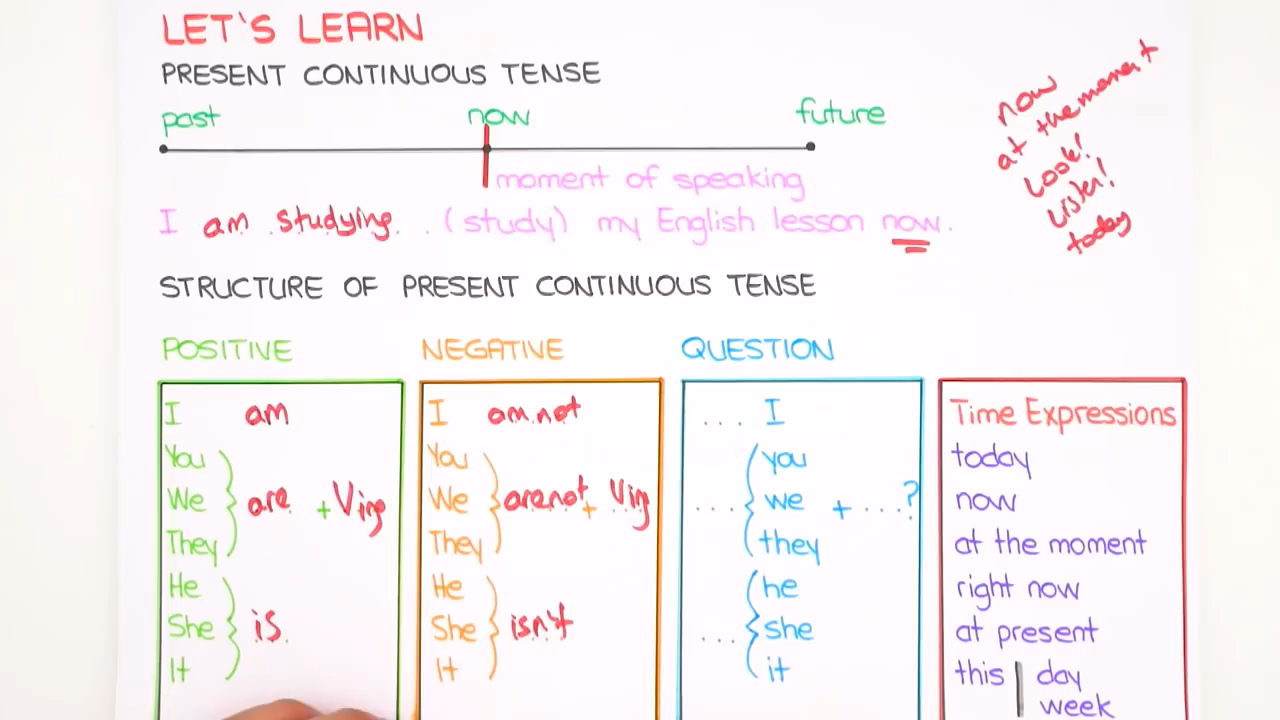 LET'S LEARN
PRESENT CONTINUOUS TENSE
past now future
moment of speaking
I am studying .. (study) my English lesson now.
now
at the moment
Look!
Listen!
today
STRUCTURE OF PRESENT CONTINUOUS TENSE
POSITIVE
I am
You
We are + Ving
They
He
She is
It
NEGATIVE
I am not
You
We are not + Ving
They
He
She isn't
It
QUESTION
... I
you
.... we + ....?
they
he
... she
it
Time Expressions
today
now
at the moment
right now
at present
this | day
week